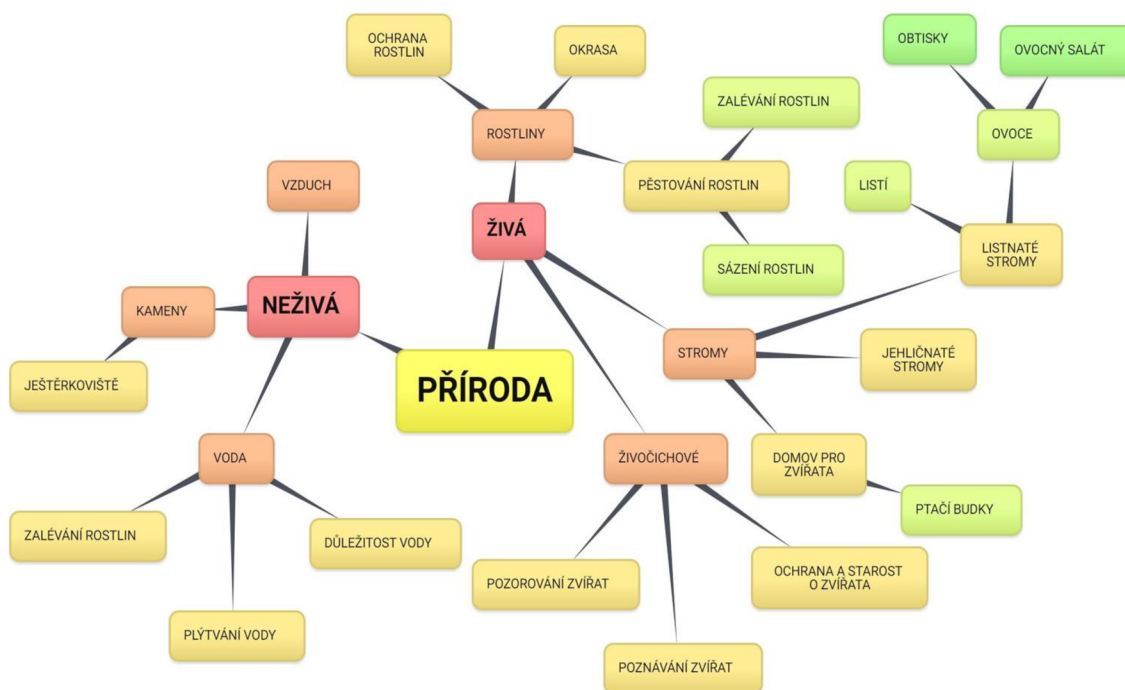 OCHRANA
ROSTLIN
OKRASA
OBTISKY
OVOCNÝ SALÁT
ZALÉVÁNÍ ROSTLIN
ROSTLINY
OVOCE
VZDUCH
PĚSTOVÁNÍ ROSTLIN
LISTÍ
ŽIVÁ
LISTNATÉ
STROMY
SÁZENÍ ROSTLIN
KAMENY
NEŽIVÁ
STROMY
JEHLIČNATÉ
STROMY
JEŠTĚRKOVIŠTĚ
PŘÍRODA
VODA
ŽIVOČICHOVÉ
DOMOV PRO
ZVÍŘATA
PTAČÍ BUDKY
ZALÉVÁNÍ ROSTLIN
DŮLEŽITOST VODY
POZOROVÁNÍ ZVÍŘAT
OCHRANA A STAROST
O ZVÍŘATA
PLÝTVÁNÍ VODY
POZNÁVÁNÍ ZVÍŘAT